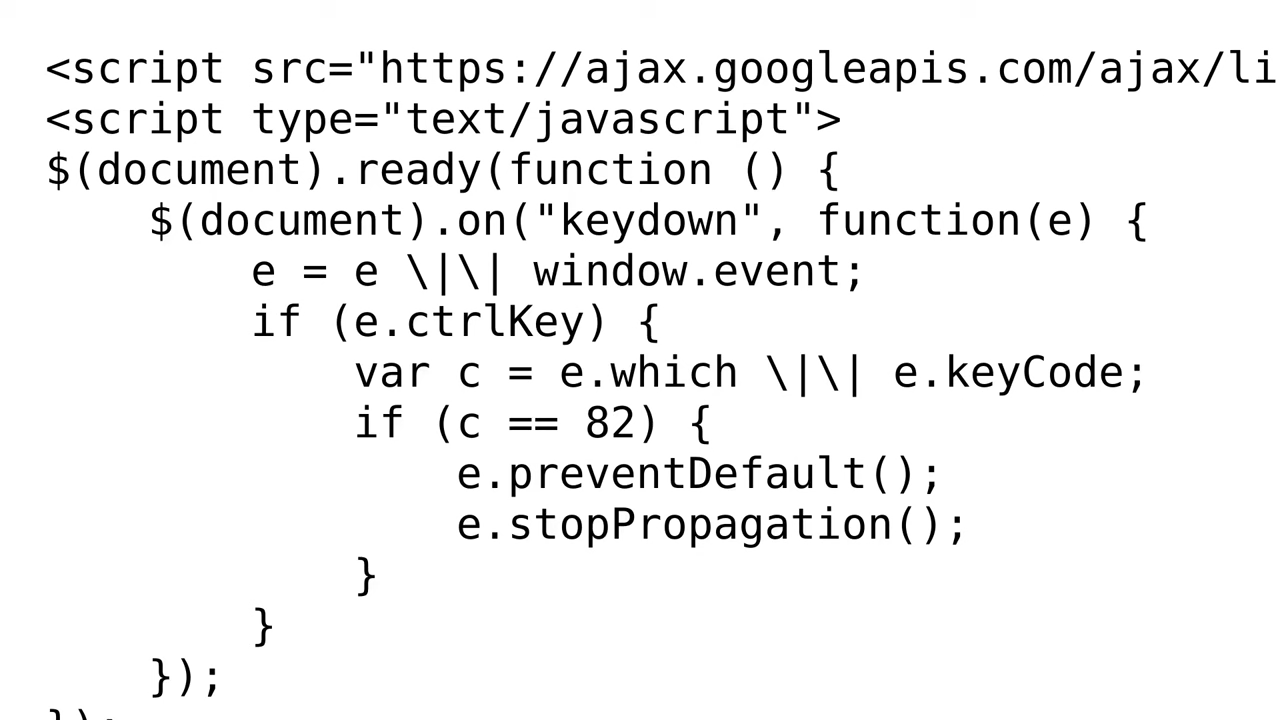 <script src="https://ajax.googleapis.com/ajax/li
<script type="text/javascript">
$(document).ready(function () {
    $(document).on("keydown", function(e) {
        e = e \|\| window.event;
        if (e.ctrlKey) {
            var c = e.which \|\| e.keyCode;
            if (c == 82) {
                e.preventDefault();
                e.stopPropagation();
            }
        }
    });
});